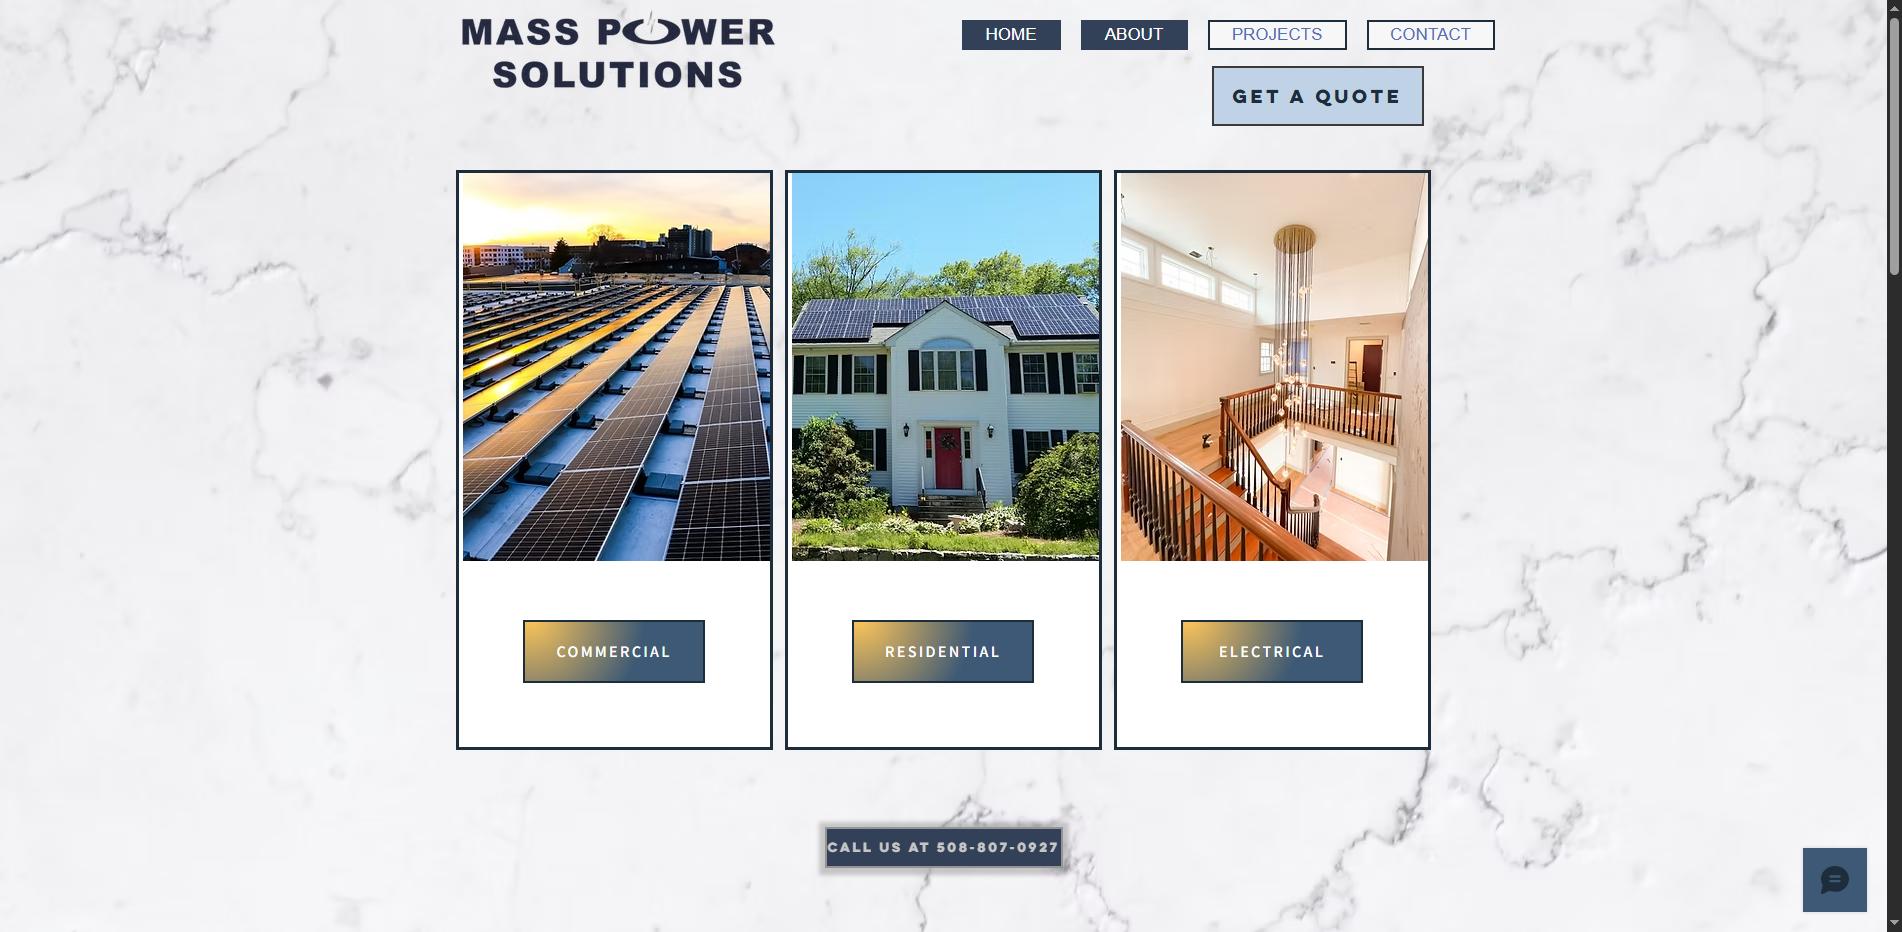 MASS POWER
SOLUTIONS
HOME
ABOUT
PROJECTS
CONTACT
GET A QUOTE
COMMERCIAL
RESIDENTIAL
ELECTRICAL
CALL US AT 508-807-0927